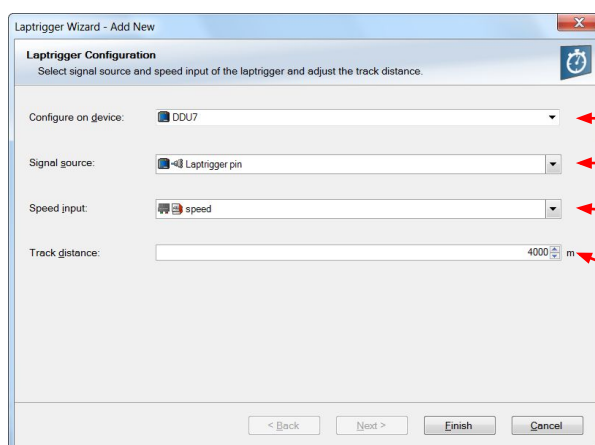 Laptrigger Wizard - Add New
Laptrigger Configuration
Select signal source and speed input of the laptrigger and adjust the track distance.
Configure on device: DDU7
Signal source: Laptrigger pin
Speed input: speed
Track distance: 4000 m
< Back Next > Finish Cancel